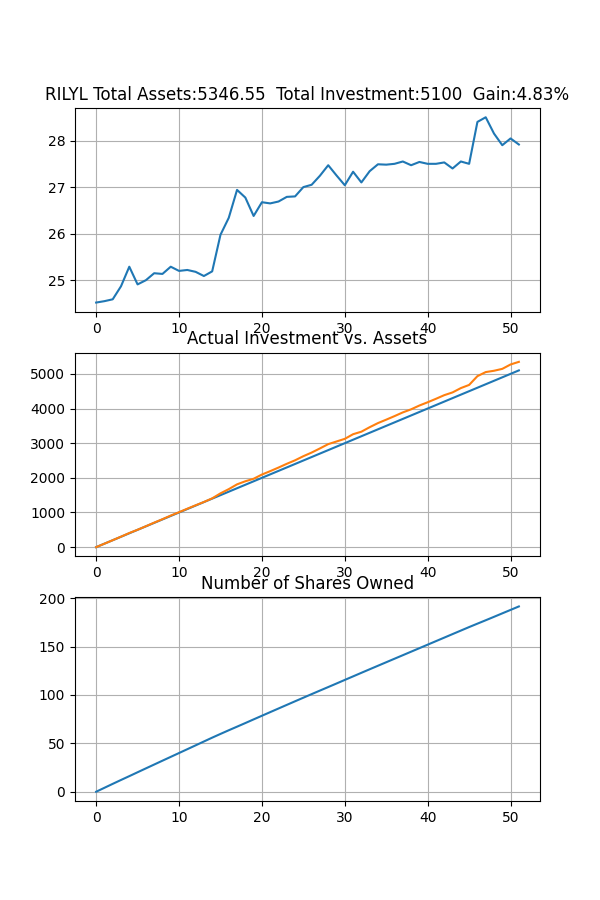 RILYL Total Assets:5346.55  Total Investment:5100  Gain:4.83%
28
27
26
25
0 10 20 30 40 50
Actual Investment vs. Assets
5000
4000
3000
2000
1000
0
0 10 20 30 40 50
Number of Shares Owned
200
150
100
50
0
0 10 20 30 40 50